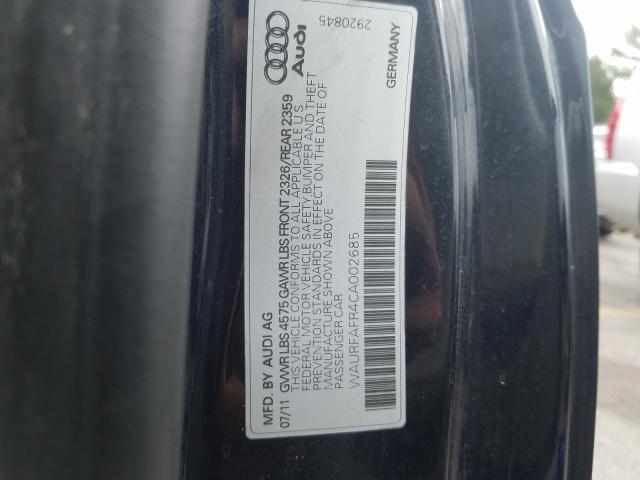 MFD. BY AUDI AG
07/11 GVWR LBS 4575 GAWR LBS FRONT 2326/REAR 2359
THIS VEHICLE CONFORMS TO ALL APPLICABLE U.S.
FEDERAL MOTOR VEHICLE SAFETY, BUMPER AND THEFT
PREVENTION STANDARDS IN EFFECT ON THE DATE OF
MANUFACTURE SHOWN ABOVE
PASSENGER CAR
WAURFAFR4CA002685
Audi
2920845
GERMANY